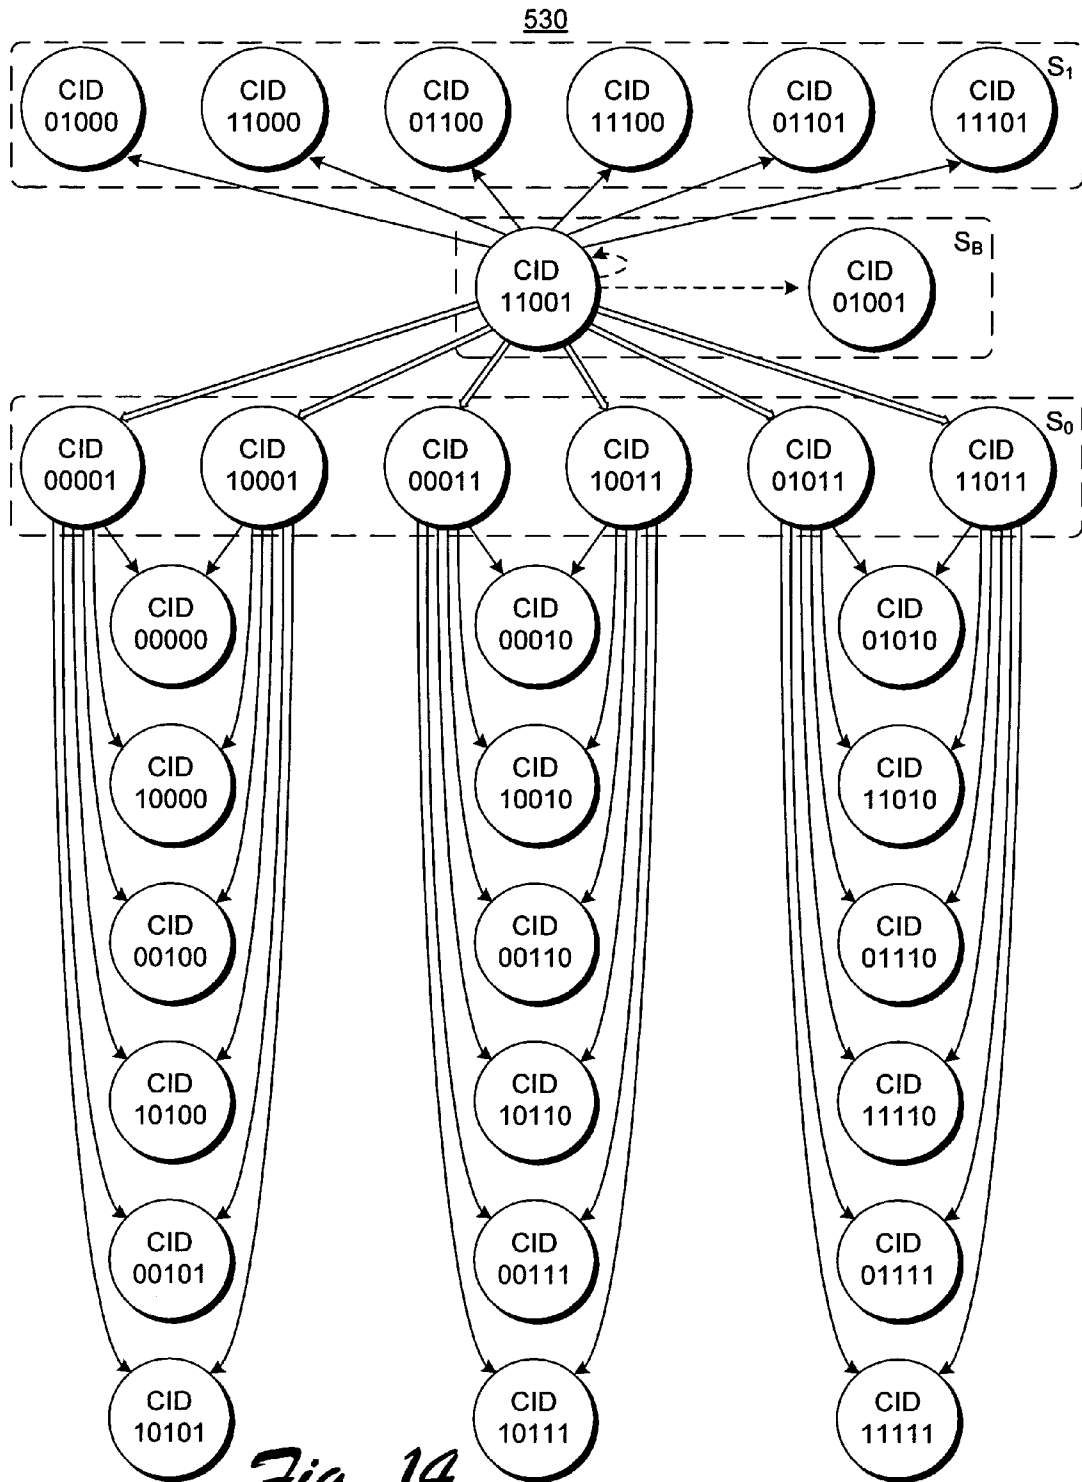 530
CID 01000
CID 11000
CID 01100
CID 11100
CID 01101
CID 11101
S1
CID 11001
CID 01001
SB
CID 00001
CID 10001
CID 00011
CID 10011
CID 01011
CID 11011
S0
CID 00000
CID 00010
CID 01010
CID 10000
CID 10010
CID 11010
CID 00100
CID 00110
CID 01110
CID 10100
CID 10110
CID 11110
CID 00101
CID 00111
CID 01111
CID 10101
CID 10111
CID 11111
Fig. 14